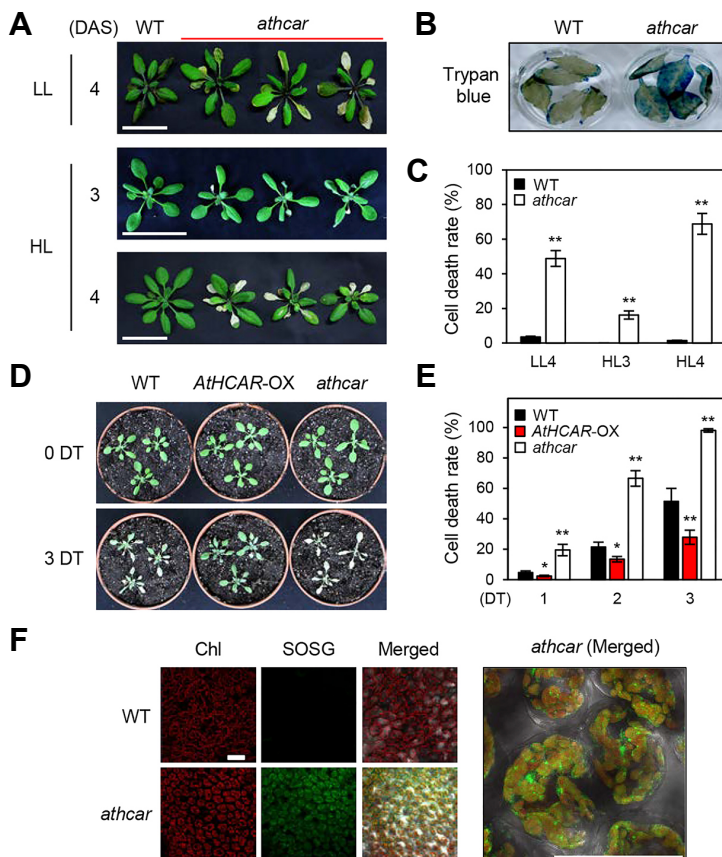 A
(DAS) WT athcar
LL 4
HL 3
4
B
WT athcar
Trypan blue
C
Cell death rate (%)
100
80
60
40
20
0
WT
athcar
**
**
**
LL4 HL3 HL4
D
WT AtHCAR-OX athcar
0 DT
3 DT
E
Cell death rate (%)
100
80
60
40
20
0
WT
AtHCAR-OX
athcar
* **
* **
** **
(DT) 1 2 3
F
Chl SOSG Merged athcar (Merged)
WT
athcar